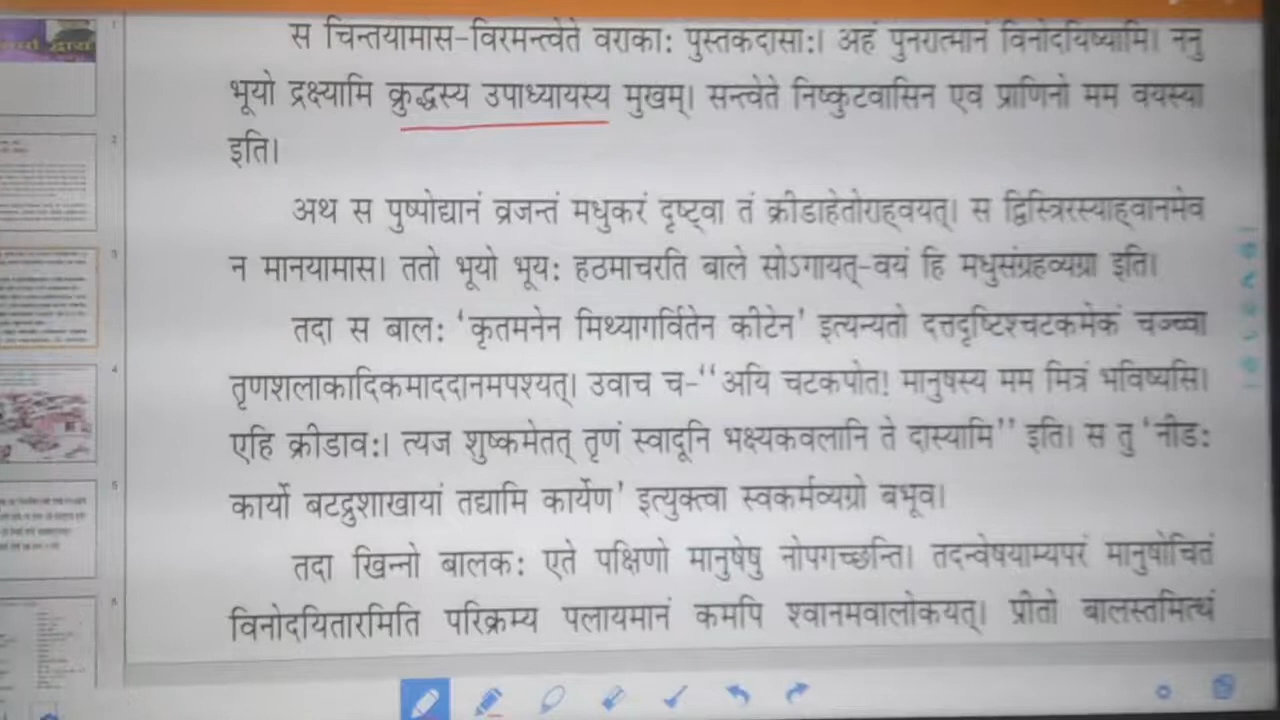 स चिन्तयामास-विरमन्त्वेते वराकाः पुस्तकदासाः। अहं पुनरात्मानं विनोदयिष्यामि। ननु
भूयो द्रक्ष्यामि क्रुद्धस्य उपाध्यायस्य मुखम्। सन्त्वेते निष्कुटवासिन एव प्राणिनो मम वयस्या
इति।
अथ स पुष्पोद्यानं व्रजन्तं मधुकरं दृष्ट्वा तं क्रीडाहेतोराह्वयत्। स द्विस्त्रिरस्याह्वानमेव
न मानयामास। ततो भूयो भूयः हठमाचरति बाले सोऽगायत्-वयं हि मधुसंग्रहव्यग्रा इति।
तदा स बालः 'कृतमनेन मिथ्यागर्वितेन कीटेन' इत्यन्यतो दत्तदृष्टिश्चटकमेकं चञ्च्वा
तृणशलाकादिकमाददानमपश्यत्। उवाच च-"अयि चटकपोत! मानुषस्य मम मित्रं भविष्यसि।
एहि क्रीडावः। त्यज शुष्कमेतत् तृणं स्वादूनि भक्ष्यकवलानि ते दास्यामि" इति। स तु 'नीडः
कार्यो बटद्रुशाखायां तद्यामि कार्येण' इत्युक्त्वा स्वकर्मव्यग्रो बभूव।
तदा खिन्नो बालकः एते पक्षिणो मानुषेषु नोपगच्छन्ति। तदन्वेषयाम्यपरं मानुषोचितं
विनोदयितारमिति परिक्रम्य पलायमानं कमपि श्वानमवालोकयत्। प्रीतो बालस्तमित्थं